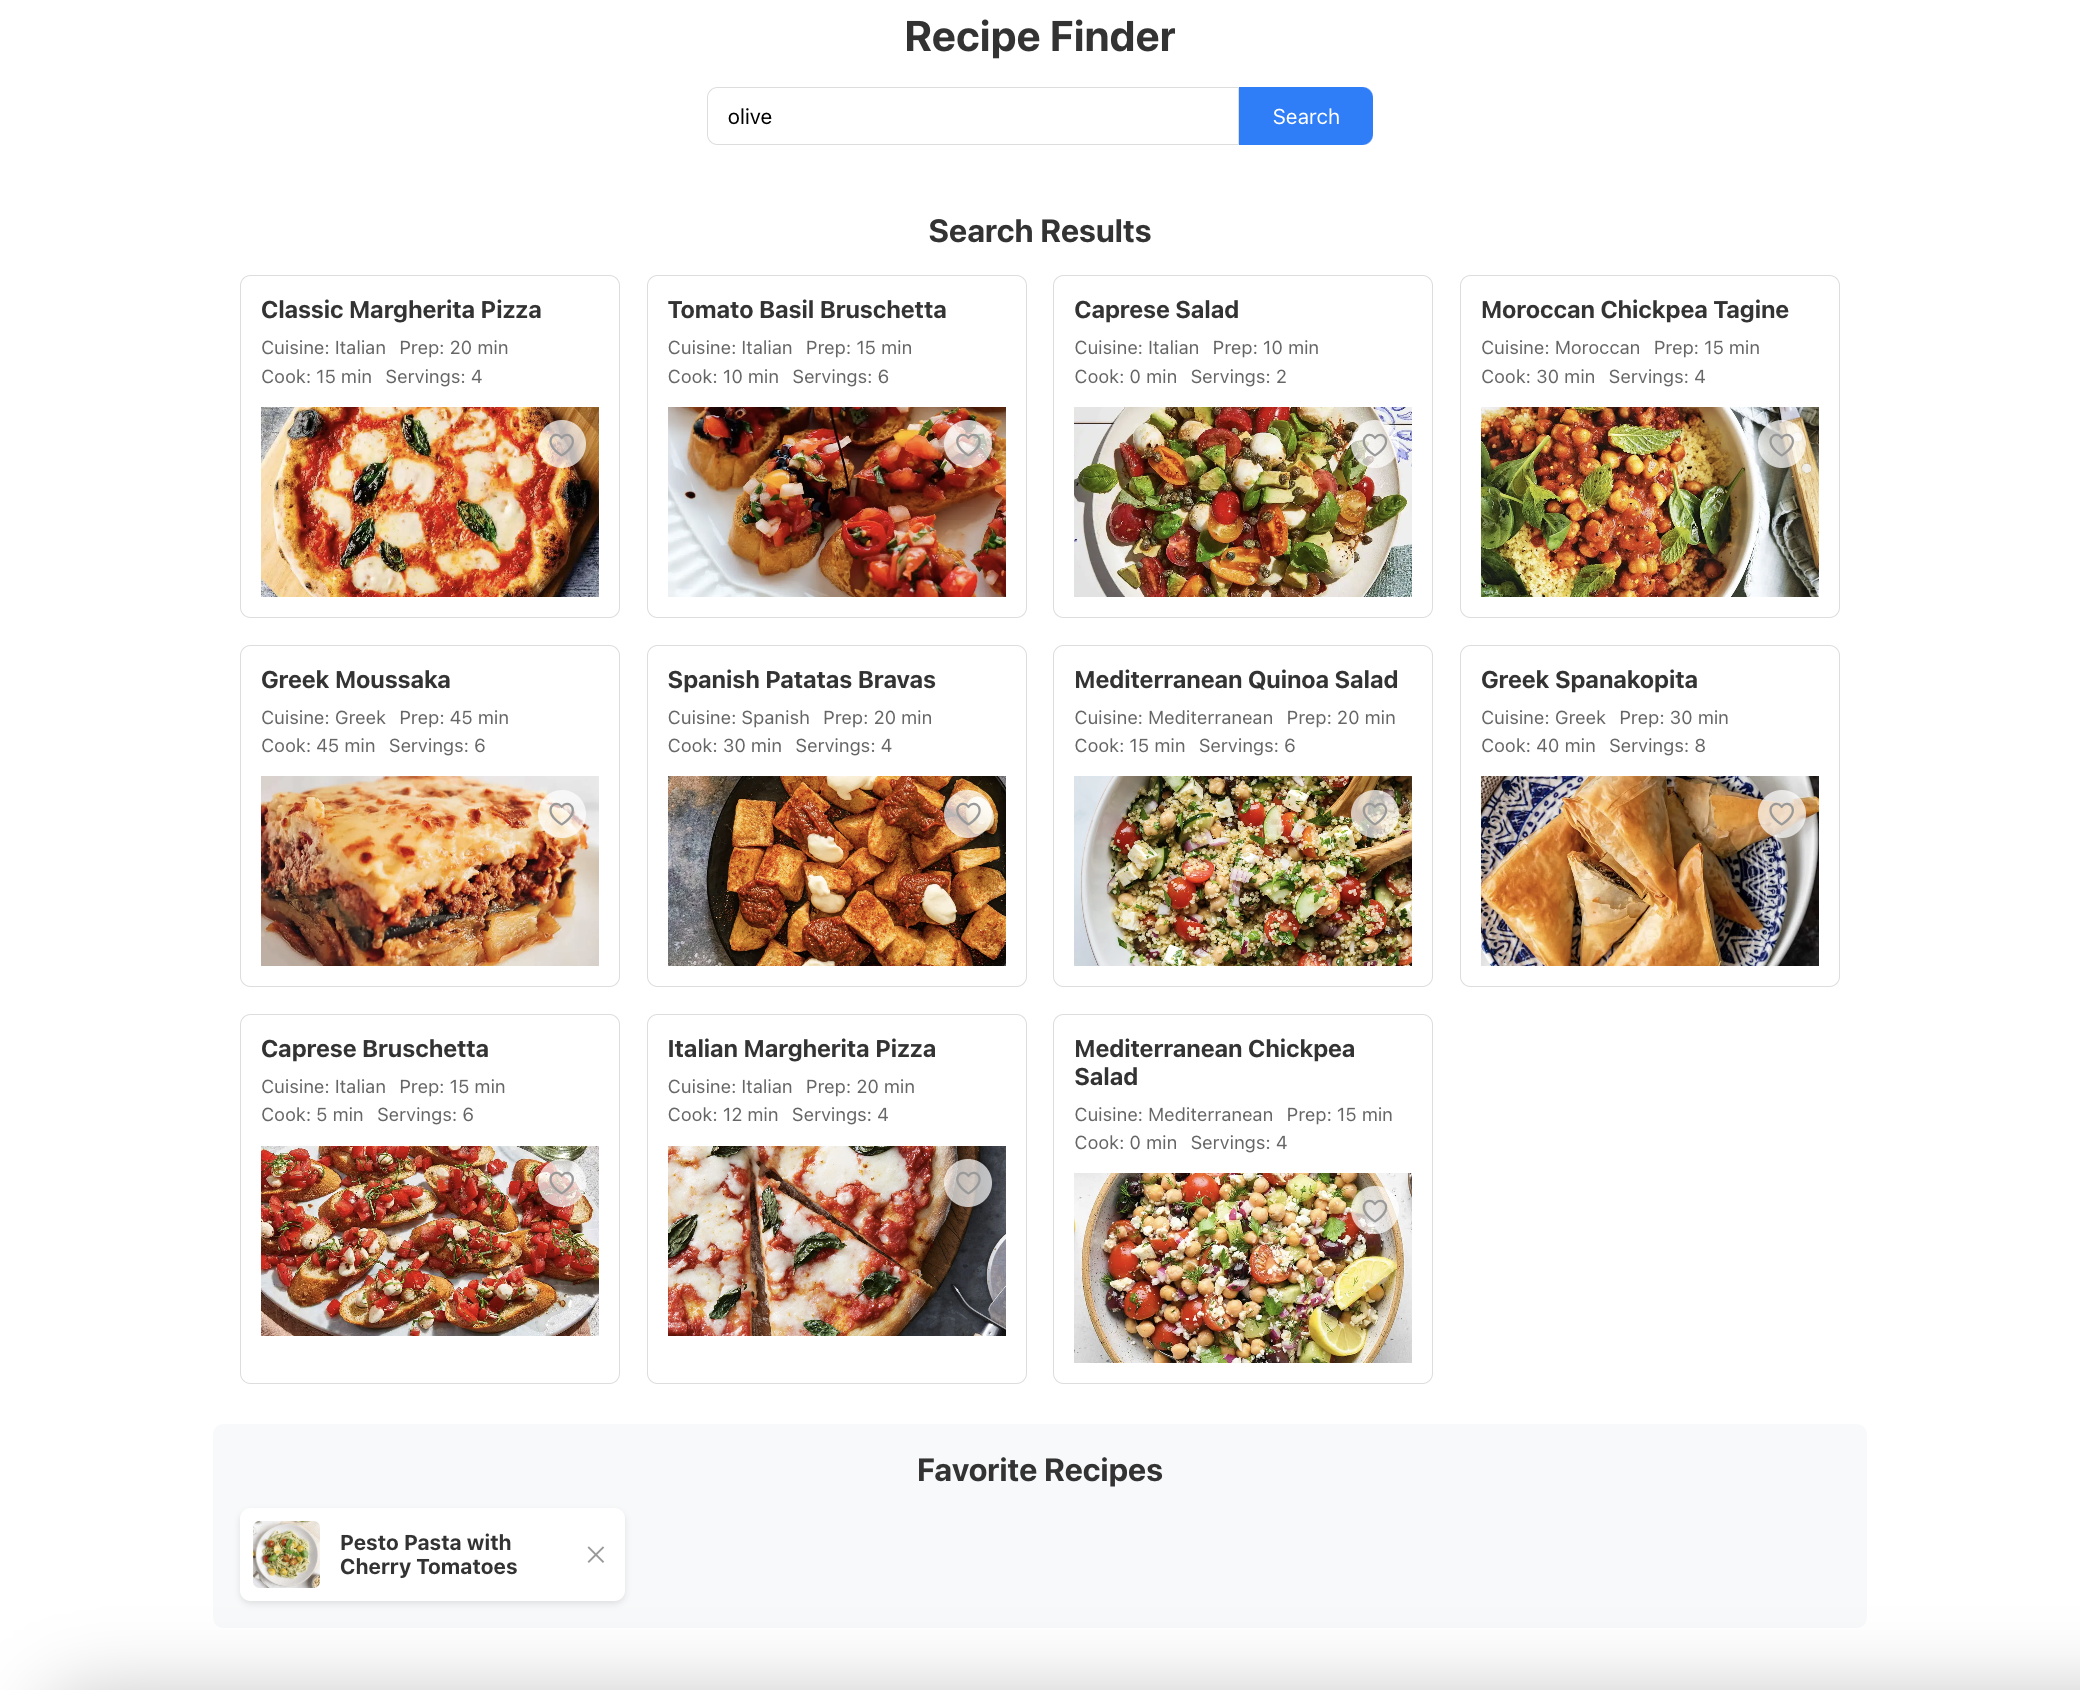 Recipe Finder
olive
Search
Search Results
Classic Margherita Pizza
Cuisine: Italian Prep: 20 min
Cook: 15 min Servings: 4
Tomato Basil Bruschetta
Cuisine: Italian Prep: 15 min
Cook: 10 min Servings: 6
Caprese Salad
Cuisine: Italian Prep: 10 min
Cook: 0 min Servings: 2
Moroccan Chickpea Tagine
Cuisine: Moroccan Prep: 15 min
Cook: 30 min Servings: 4
Greek Moussaka
Cuisine: Greek Prep: 45 min
Cook: 45 min Servings: 6
Spanish Patatas Bravas
Cuisine: Spanish Prep: 20 min
Cook: 30 min Servings: 4
Mediterranean Quinoa Salad
Cuisine: Mediterranean Prep: 20 min
Cook: 15 min Servings: 6
Greek Spanakopita
Cuisine: Greek Prep: 30 min
Cook: 40 min Servings: 8
Caprese Bruschetta
Cuisine: Italian Prep: 15 min
Cook: 5 min Servings: 6
Italian Margherita Pizza
Cuisine: Italian Prep: 20 min
Cook: 12 min Servings: 4
Mediterranean Chickpea
Salad
Cuisine: Mediterranean Prep: 15 min
Cook: 0 min Servings: 4
Favorite Recipes
Pesto Pasta with
Cherry Tomatoes